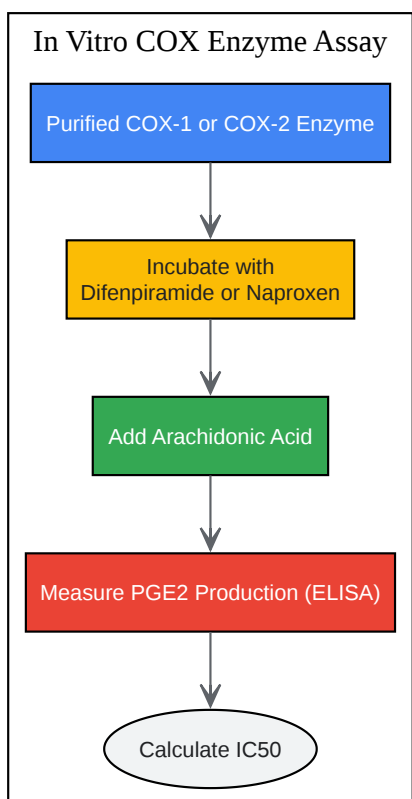 In Vitro COX Enzyme Assay
Purified COX-1 or COX-2 Enzyme
Incubate with
Difenpiramide or Naproxen
Add Arachidonic Acid
Measure PGE2 Production (ELISA)
Calculate IC50